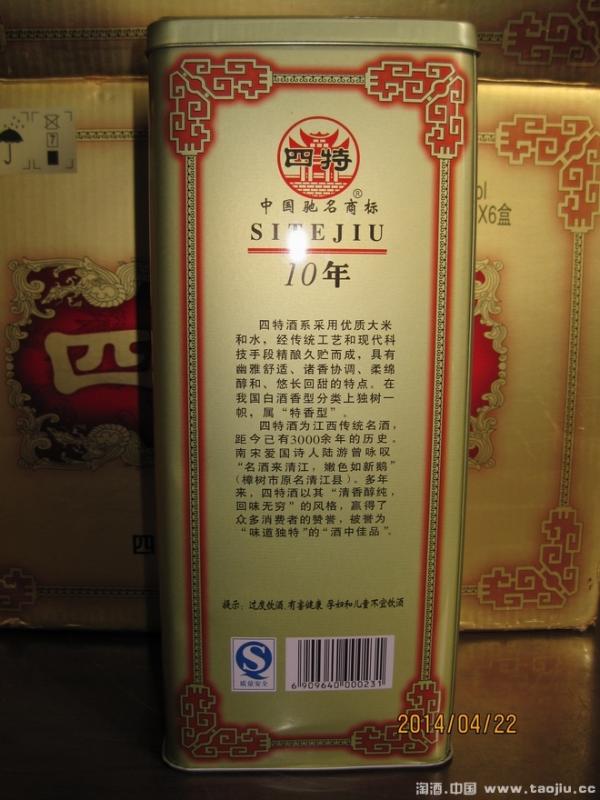 四特
®
中国驰名商标
SITEJIU
10年
四特酒系采用优质大米
和水，经传统工艺和现代科
技手段精酿久贮而成，具有
幽雅舒适、诸香协调、柔绵
醇和、悠长回甜的特点。在
我国白酒香型分类上独树一
帜，属“特香型”。
四特酒为江西传统名酒，
距今已有3000余年的历史。
南宋爱国诗人陆游曾咏叹
“名酒来清江，嫩色如新鹅”
（樟树市原名清江县）。多年
来，四特酒以其“清香醇纯，
回味无穷”的风格，赢得了
众多消费者的赞誉，被誉为
“味道独特”的“酒中佳品”。
提示：过度饮酒，有害健康 孕妇和儿童不宜饮酒
质量安全
6 909640 000231
X6盒
四
四
2014/04/22
淘酒.中国 www.taojiu.cc